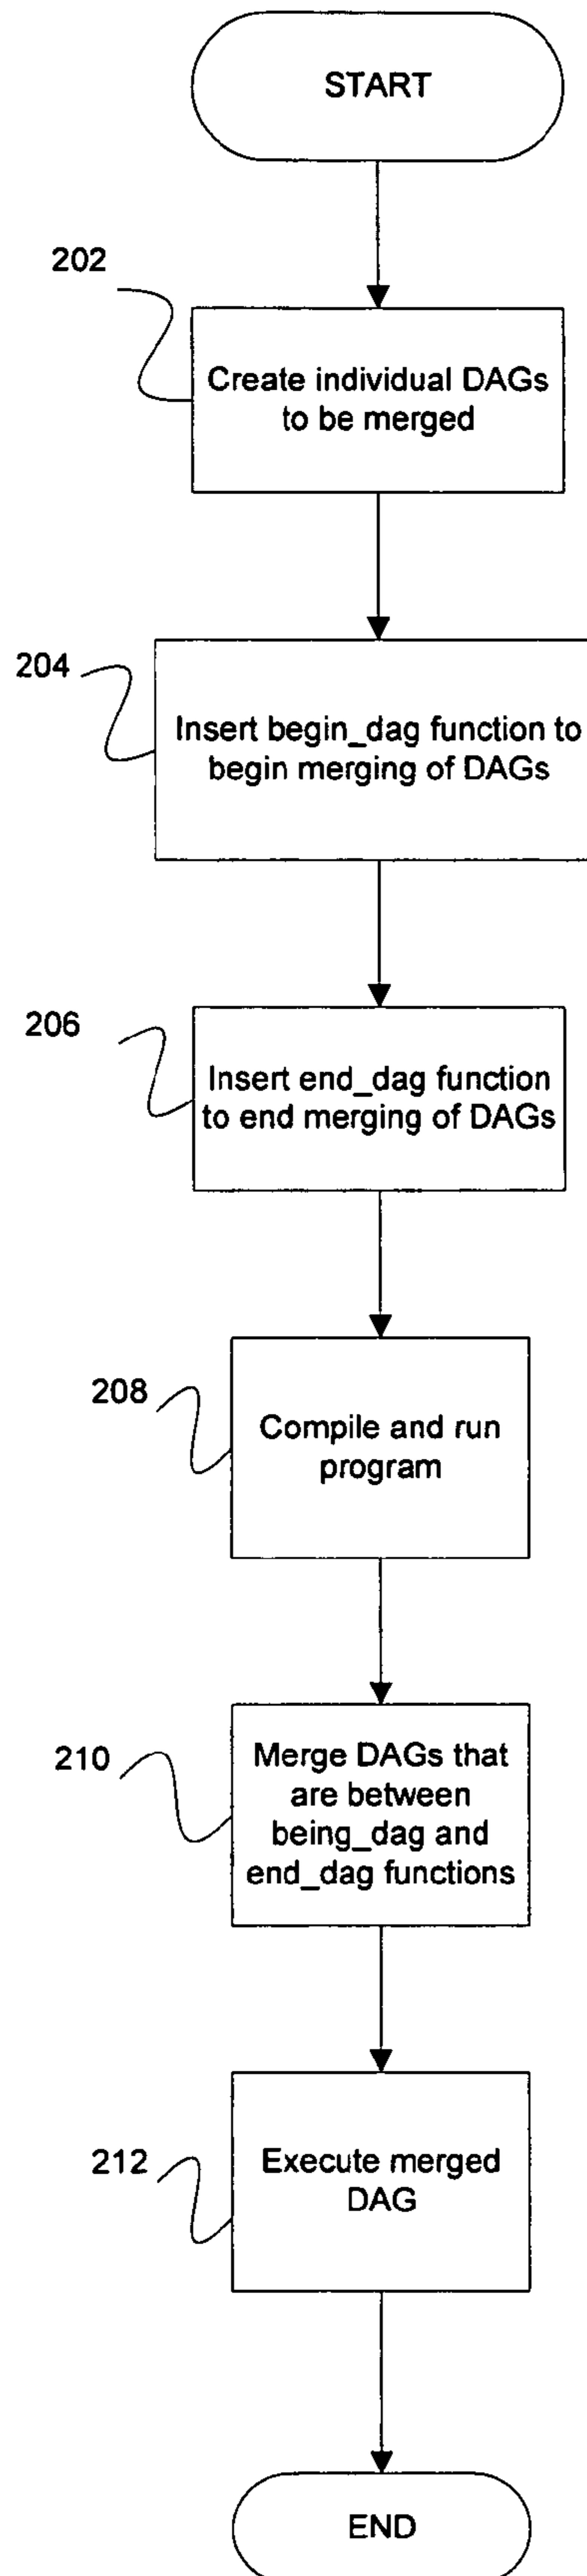 START
202
Create individual DAGs
to be merged
204
Insert begin_dag function to
begin merging of DAGs
206
Insert end_dag function
to end merging of DAGs
208
Compile and run
program
210
Merge DAGs that
are between
being_dag and
end_dag functions
212
Execute merged
DAG
END